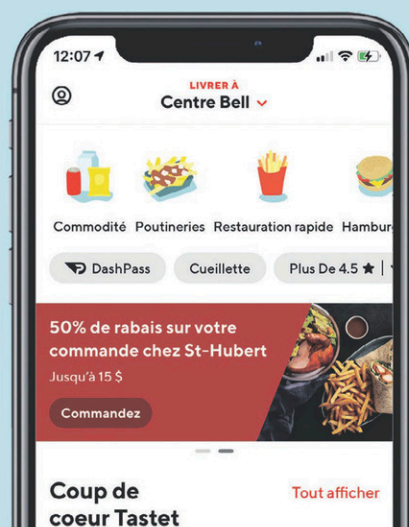 12:07
LIVRER À
Centre Bell
Commodité Poutineries Restauration rapide Hambur
DashPass Cueillette Plus De 4.5 ★
50% de rabais sur votre
commande chez St-Hubert
Jusqu'à 15 $
Commandez
Coup de
coeur Tastet
Tout afficher